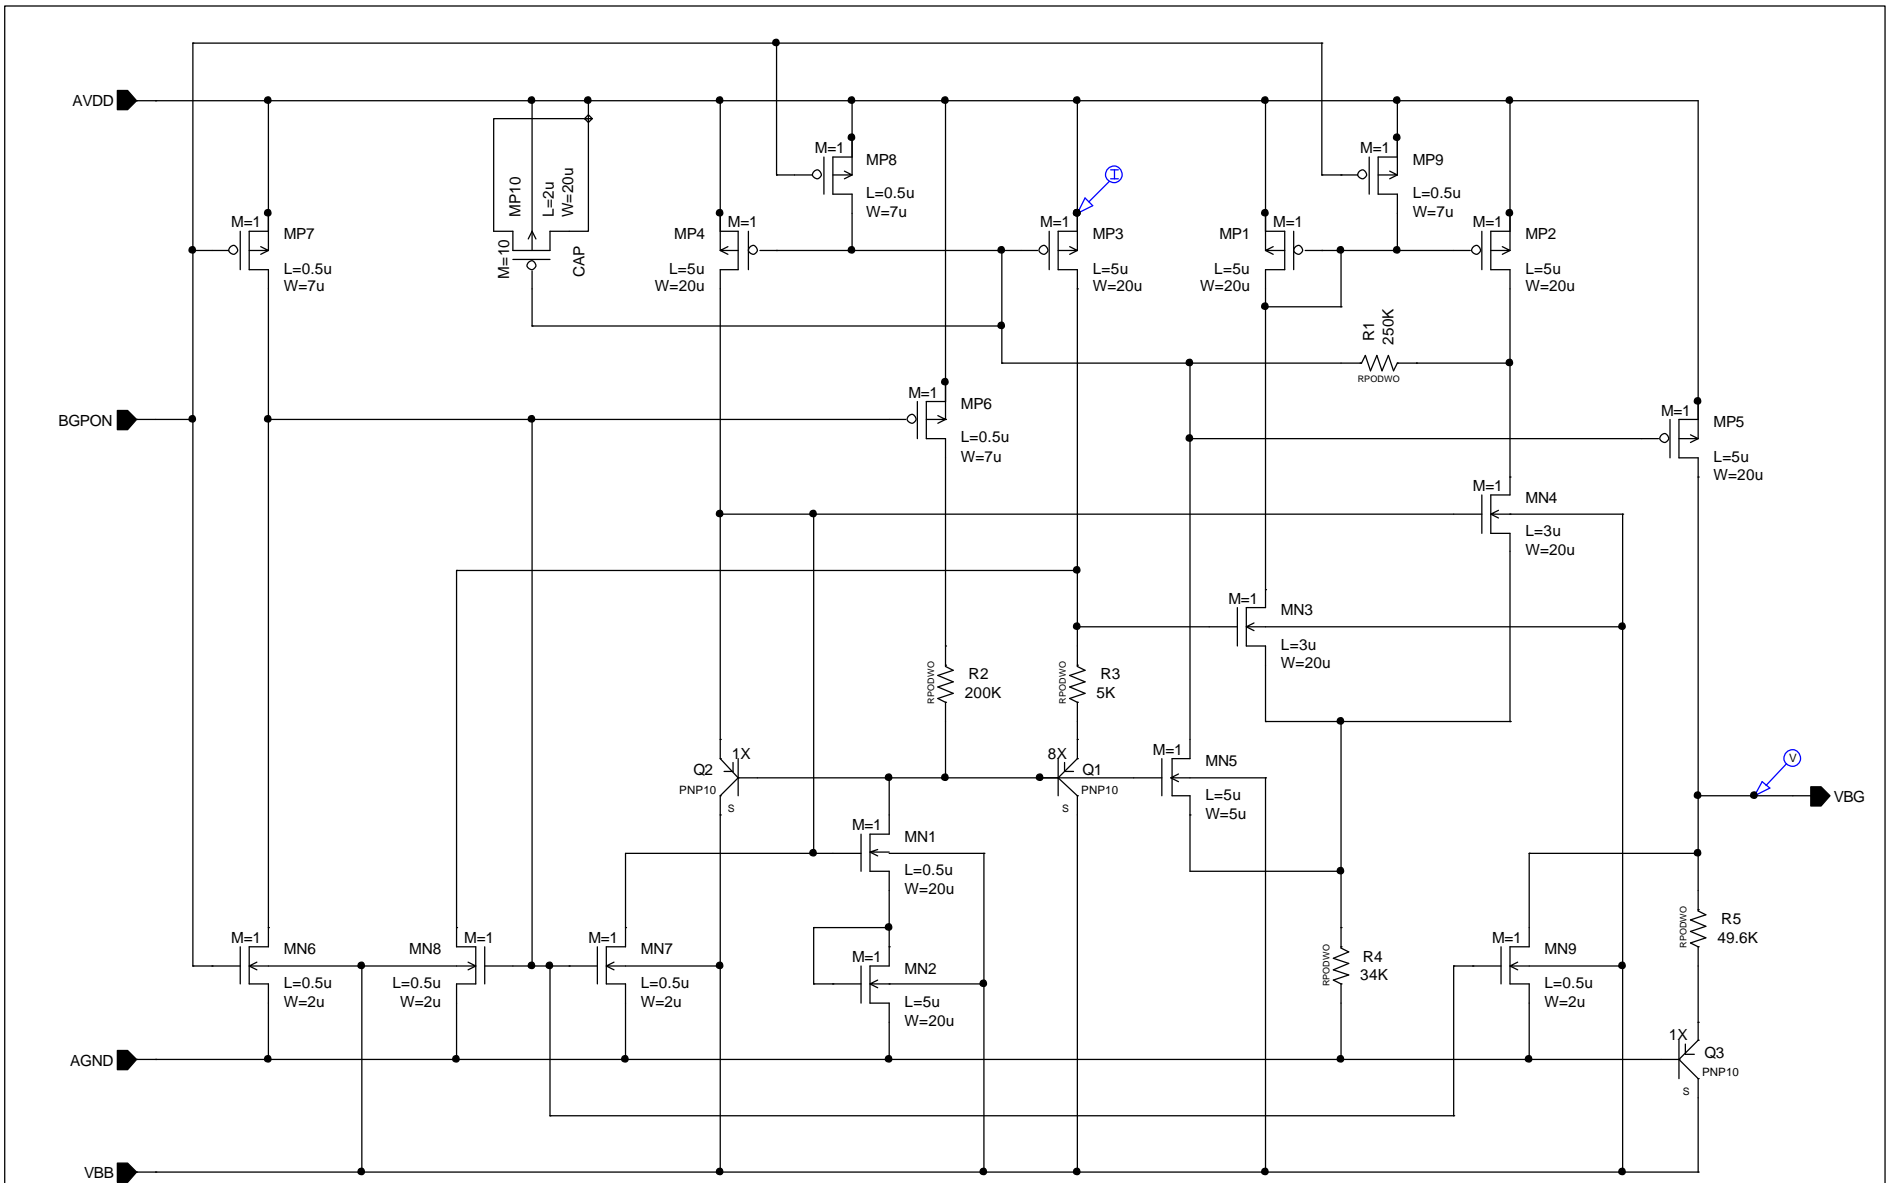 AVDD
BGPON
AGND
VBB
VBG
M=1
MP7
L=0.5u
W=7u
M=10
MP10
L=2u
W=20u
CAP
MP4
M=1
L=5u
W=20u
M=1
MP8
L=0.5u
W=7u
I
M=1
MP3
L=5u
W=20u
MP1
M=1
L=5u
W=20u
M=1
MP9
L=0.5u
W=7u
M=1
MP2
L=5u
W=20u
R1
250K
RPODWO
M=1
MP6
L=0.5u
W=7u
M=1
MP5
L=5u
W=20u
M=1
MN4
L=3u
W=20u
M=1
MN3
L=3u
W=20u
RPODWO
R2
200K
RPODWO
R3
5K
1X
Q2
PNP10
S
8X
Q1
PNP10
S
M=1
MN5
L=5u
W=5u
V
M=1
MN1
L=0.5u
W=20u
M=1
MN6
L=0.5u
W=2u
MN8
M=1
L=0.5u
W=2u
M=1
MN7
L=0.5u
W=2u
M=1
MN2
L=5u
W=20u
RPODWO
R4
34K
M=1
MN9
L=0.5u
W=2u
RPODWO
R5
49.6K
1X
Q3
PNP10
S